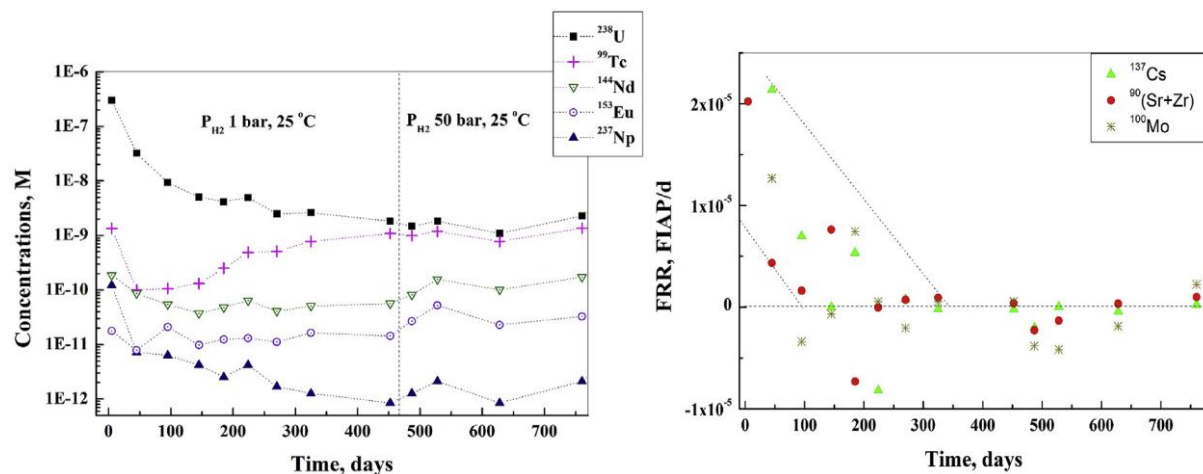 1E-6
1E-7
1E-8
1E-9
1E-10
1E-11
1E-12
Concentrations, M
P_H2 1 bar, 25 °C
P_H2 50 bar, 25 °C
²³⁸U
⁹⁹Tc
¹⁴⁴Nd
¹⁵³Eu
²³⁷Np
0 100 200 300 400 500 600 700
Time, days
2x10⁻⁵
1x10⁻⁵
0
-1x10⁻⁵
FRR, FIAP/d
¹³⁷Cs
⁹⁰(Sr+Zr)
¹⁰⁰Mo
0 100 200 300 400 500 600 700
Time, days